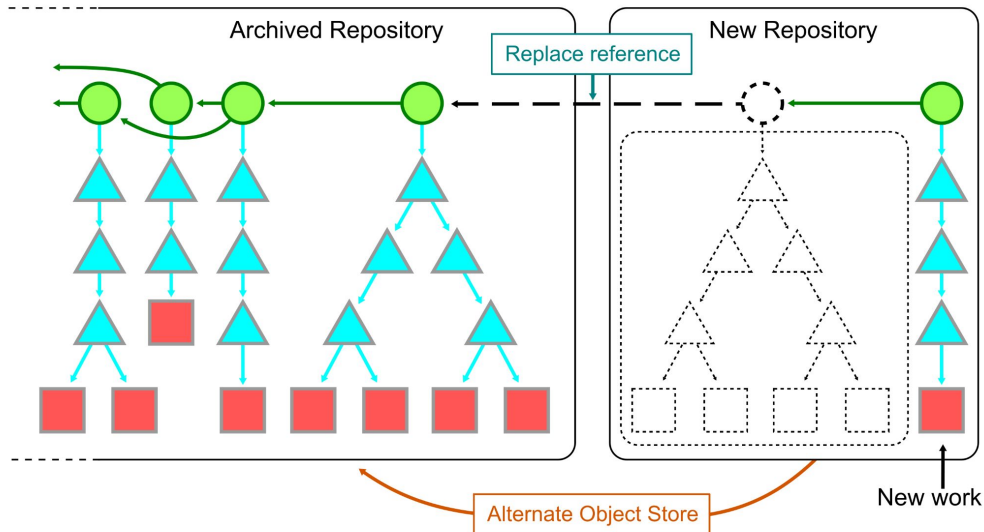 Archived Repository
New Repository
Replace reference
Alternate Object Store
New work